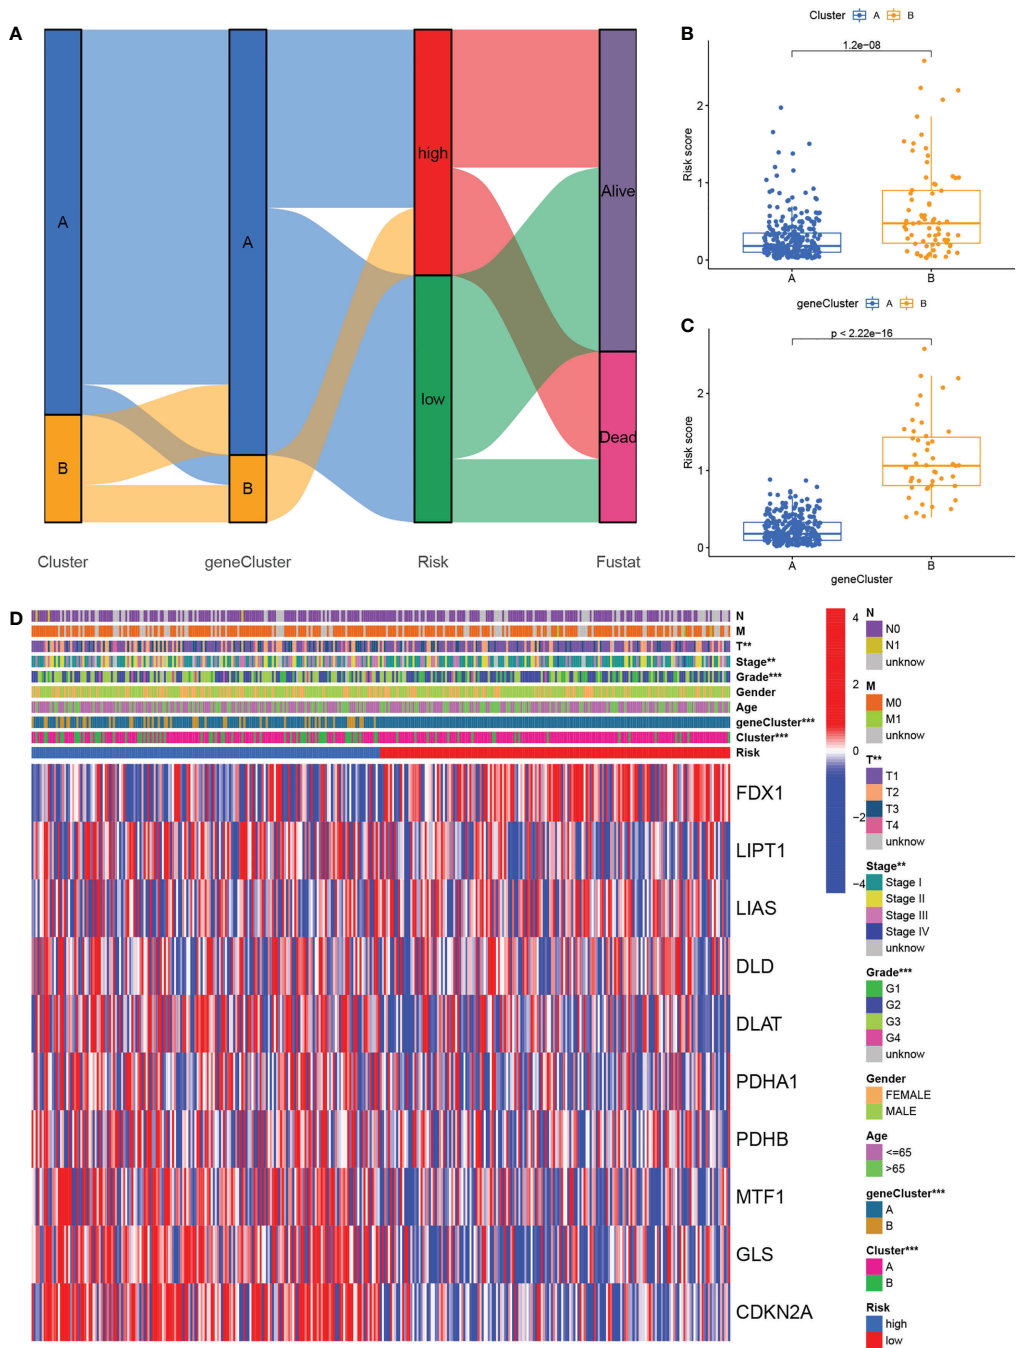 A
A
B
A
B
high
low
Alive
Dead
Cluster
geneCluster
Risk
Fustat
B
Cluster A B
1.2e−08
Risk score
2
1
0
A
B
C
geneCluster A B
p < 2.22e−16
Risk score
2
1
0
A
B
geneCluster
D
N
M
T**
Stage**
Grade***
Gender
Age
geneCluster***
Cluster***
Risk
FDX1
LIPT1
LIAS
DLD
DLAT
PDHA1
PDHB
MTF1
GLS
CDKN2A
4
2
0
−2
−4
N
N0
N1
unknow
M
M0
M1
unknow
T**
T1
T2
T3
T4
unknow
Stage**
Stage I
Stage II
Stage III
Stage IV
unknow
Grade***
G1
G2
G3
G4
unknow
Gender
FEMALE
MALE
Age
<=65
>65
geneCluster***
A
B
Cluster***
A
B
Risk
high
low